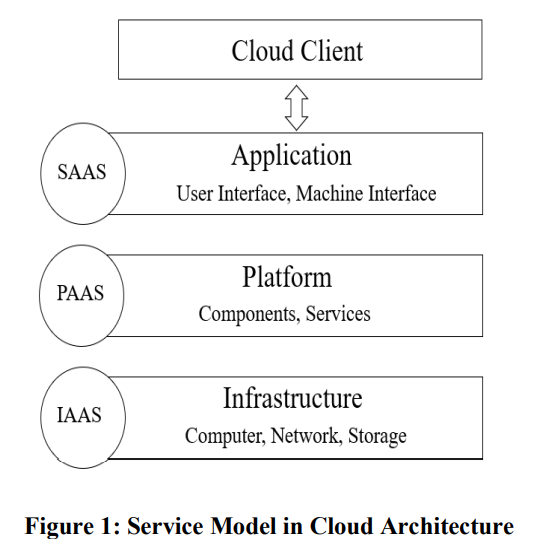 Cloud Client
SAAS
Application
User Interface, Machine Interface
PAAS
Platform
Components, Services
IAAS
Infrastructure
Computer, Network, Storage
Figure 1: Service Model in Cloud Architecture